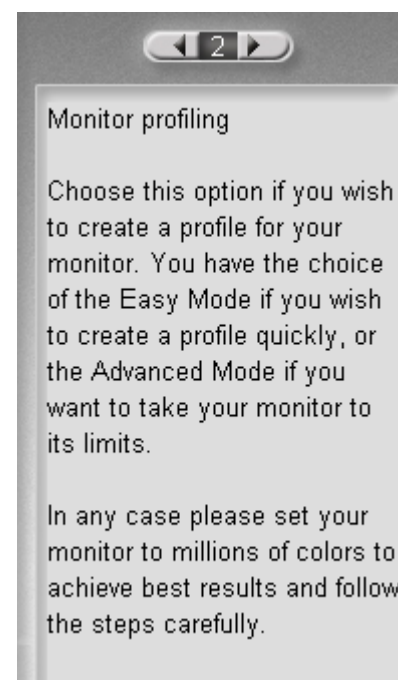 2
Monitor profiling
Choose this option if you wish
to create a profile for your
monitor. You have the choice
of the Easy Mode if you wish
to create a profile quickly, or
the Advanced Mode if you
want to take your monitor to
its limits.
In any case please set your
monitor to millions of colors to
achieve best results and follow
the steps carefully.